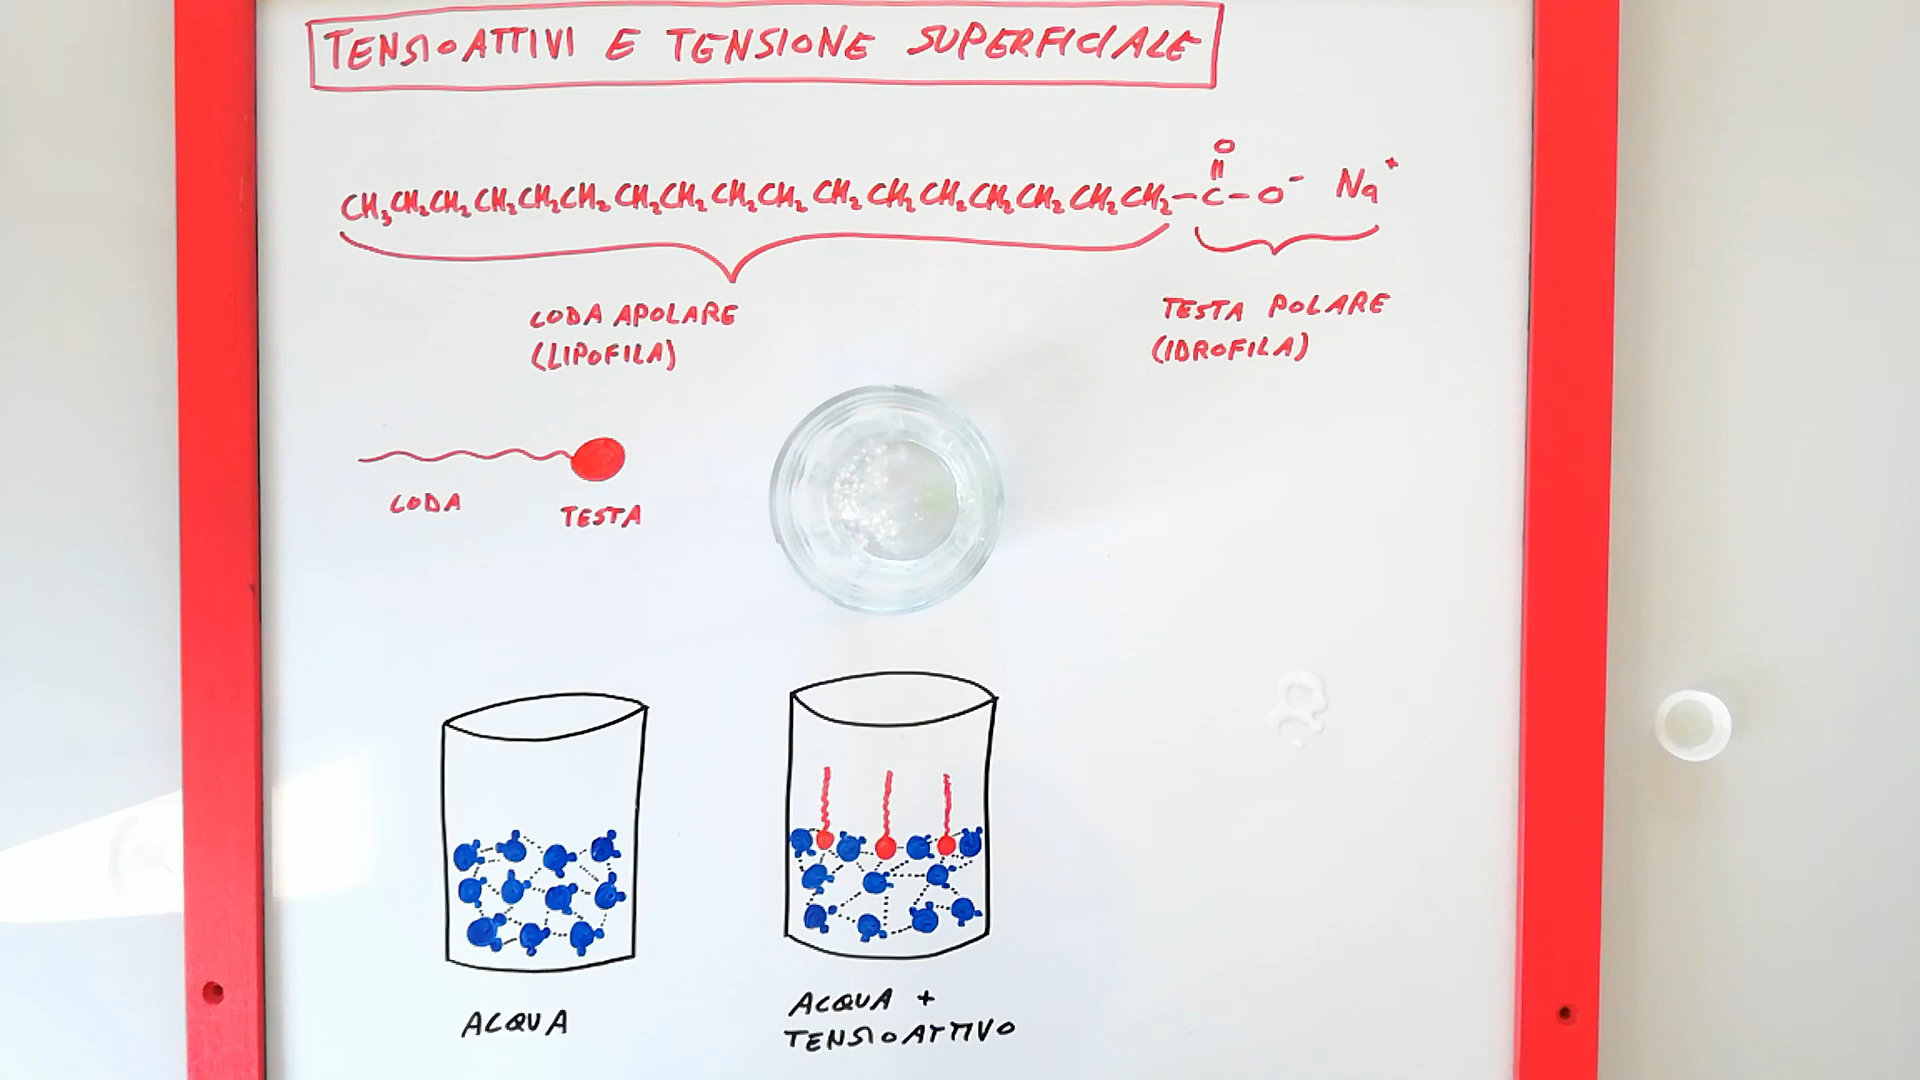 TENSIOATTIVI E TENSIONE SUPERFICIALE
O
CH₃CH₂CH₂CH₂CH₂CH₂CH₂CH₂CH₂CH₂CH₂CH₂CH₂CH₂CH₂CH₂CH₂-C-O⁻ Na⁺
CODA APOLARE
(LIPOFILA)
TESTA POLARE
(IDROFILA)
CODA
TESTA
ACQUA
ACQUA +
TENSIOATTIVO